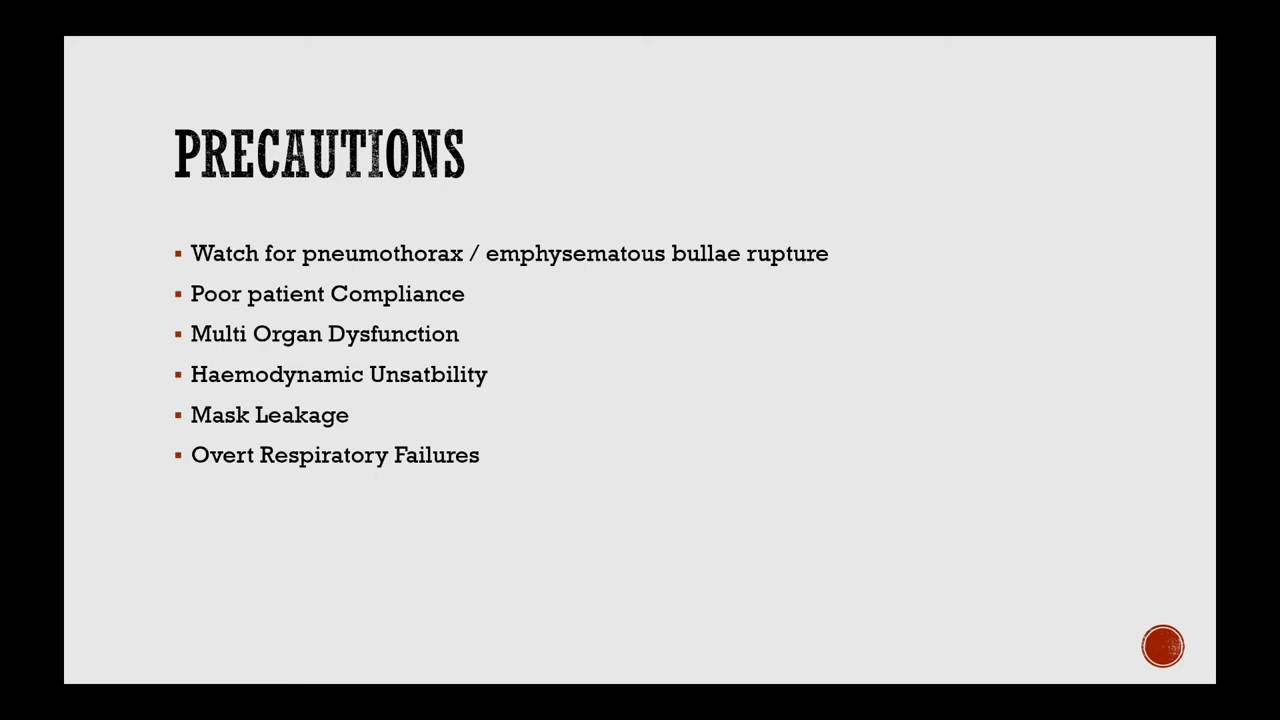 PRECAUTIONS
▪ Watch for pneumothorax / emphysematous bullae rupture
▪ Poor patient Compliance
▪ Multi Organ Dysfunction
▪ Haemodynamic Unsatbility
▪ Mask Leakage
▪ Overt Respiratory Failures